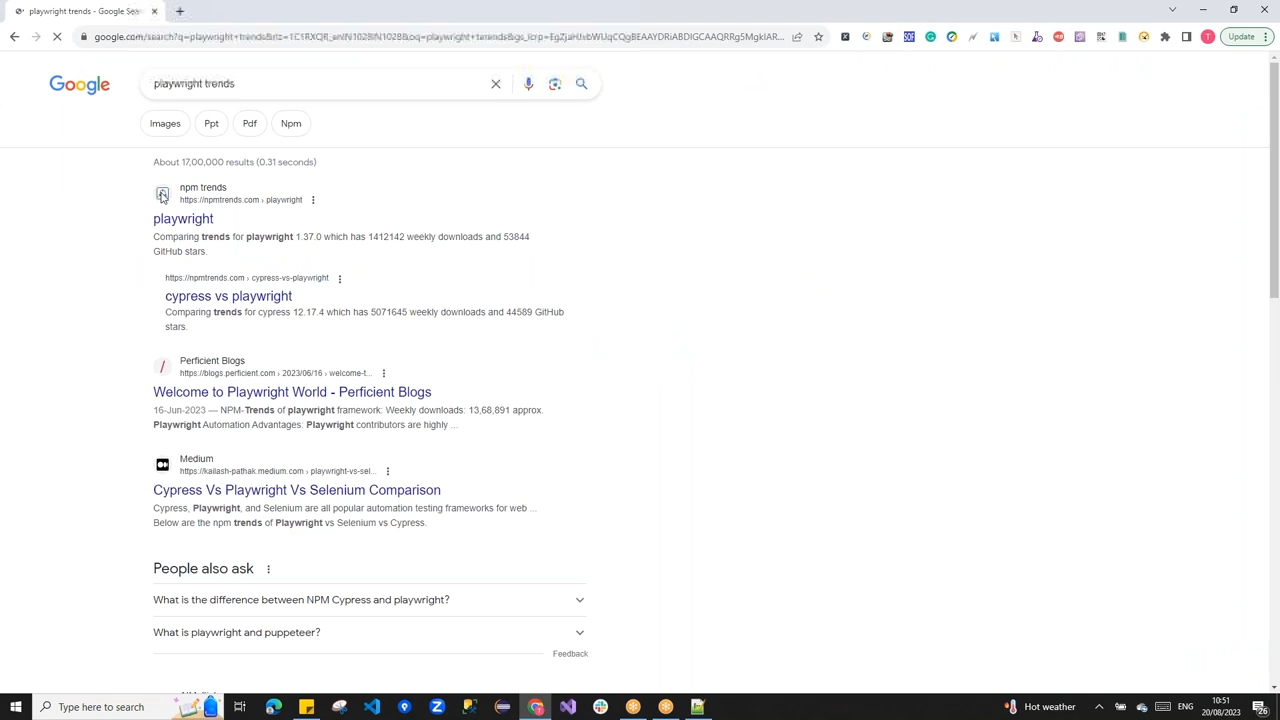 playwright trends - Google Sea
google.com/search?q=playwright+trends&rlz=
Update
T
Google
playwright trends
Images
Ppt
Pdf
Npm
About 17,00,000 results (0.31 seconds)
npm trends
https://npmtrends.com › playwright
playwright
Comparing trends for playwright 1.37.0 which has 1412142 weekly downloads and 53844
GitHub stars.
https://npmtrends.com › cypress-vs-playwright
cypress vs playwright
Comparing trends for cypress 12.17.4 which has 5071645 weekly downloads and 44589 GitHub
stars.
Perficient Blogs
https://blogs.perficient.com › 2023/06/16 › welcome-t...
Welcome to Playwright World - Perficient Blogs
16-Jun-2023 — NPM-Trends of playwright framework: Weekly downloads: 13,68,891 approx.
Playwright Automation Advantages: Playwright contributors are highly ...
Medium
https://kailash-pathak.medium.com › playwright-vs-sel...
Cypress Vs Playwright Vs Selenium Comparison
Cypress, Playwright, and Selenium are all popular automation testing frameworks for web ...
Below are the npm trends of Playwright vs Selenium vs Cypress.
People also ask
What is the difference between NPM Cypress and playwright?
What is playwright and puppeteer?
Feedback
Type here to search
Hot weather
ENG
10:51
20/08/2023
26